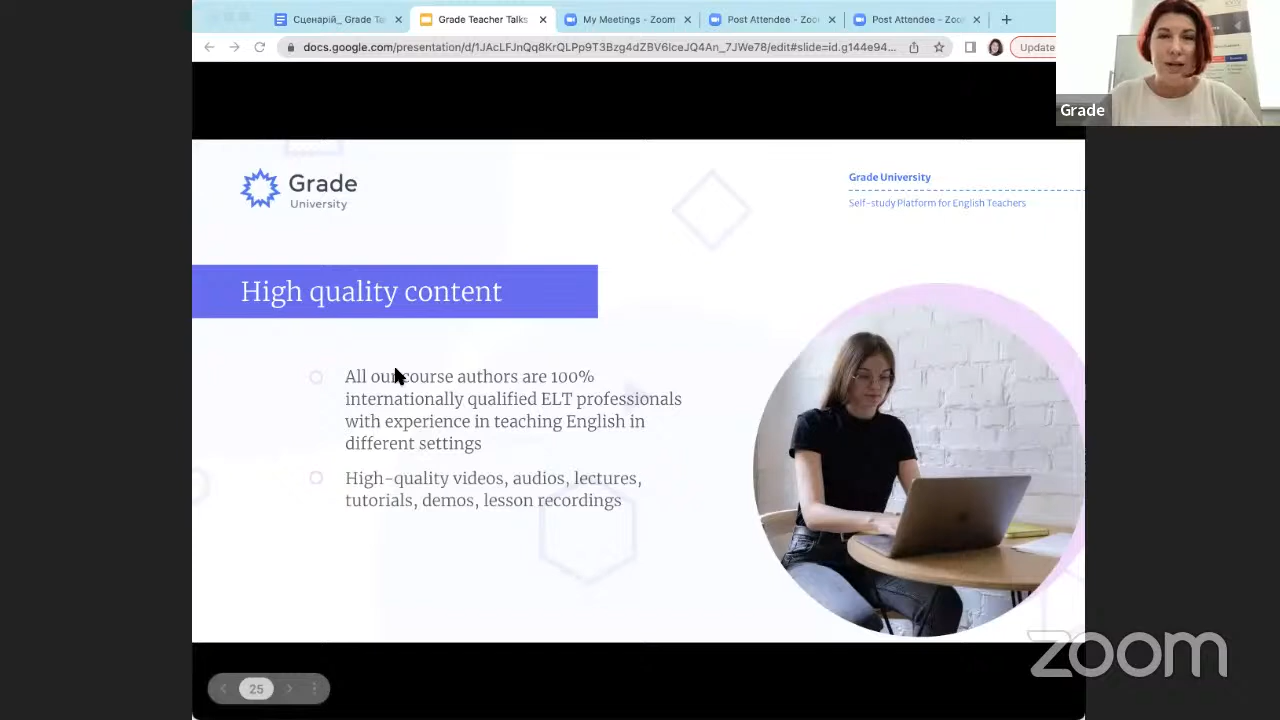 Сценарій_ Grade Ta
Grade Teacher Talks
My Meetings - Zoom
Post Attendee - Zoo
Post Attendee - Zoo
docs.google.com/presentation/d/1JAcLFJnQq8KrQLPp9T3Bzg4dZBV6IceJQ4An_7JWe78/edit#slide=id.g144e94...
Update
Grade
Grade
University
Grade University
Self-study Platform for English Teachers
High quality content
All our course authors are 100%
internationally qualified ELT professionals
with experience in teaching English in
different settings
High-quality videos, audios, lectures,
tutorials, demos, lesson recordings
25
zoom